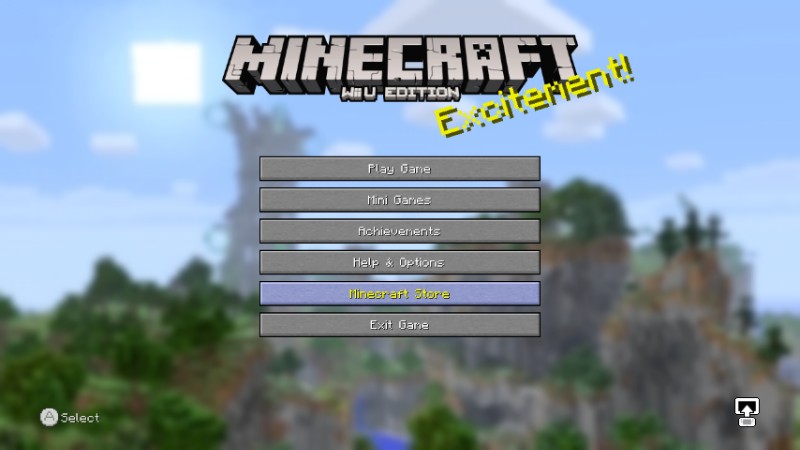 MINECRAFT
Wii U EDITION
Excitement!
Play Game
Mini Games
Achievements
Help & Options
Minecraft Store
Exit Game
A Select